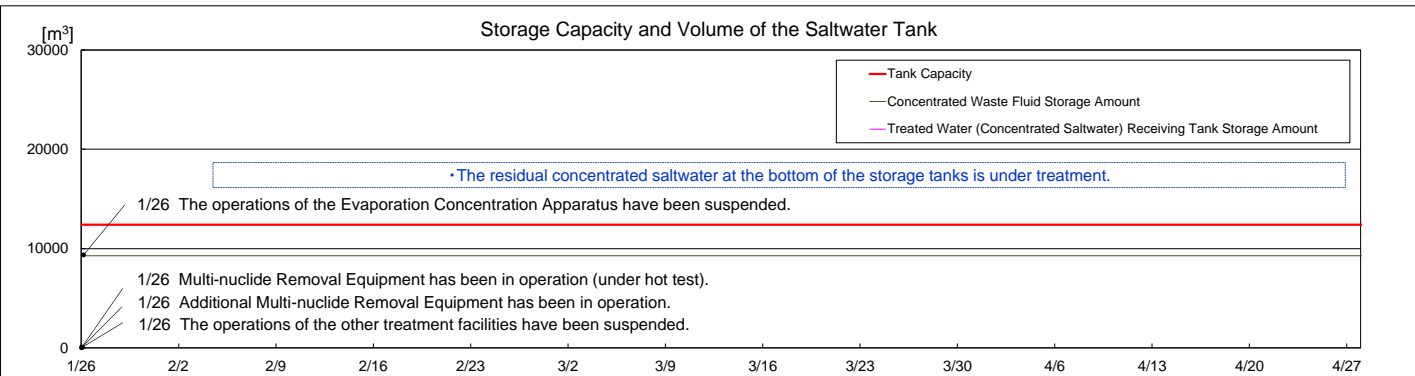 Storage Capacity and Volume of the Saltwater Tank
[m³]
30000
Tank Capacity
Concentrated Waste Fluid Storage Amount
Treated Water (Concentrated Saltwater) Receiving Tank Storage Amount
20000
・The residual concentrated saltwater at the bottom of the storage tanks is under treatment.
1/26 The operations of the Evaporation Concentration Apparatus have been suspended.
10000
1/26 Multi-nuclide Removal Equipment has been in operation (under hot test).
1/26 Additional Multi-nuclide Removal Equipment has been in operation.
1/26 The operations of the other treatment facilities have been suspended.
0
1/26 2/2 2/9 2/16 2/23 3/2 3/9 3/16 3/23 3/30 4/6 4/13 4/20 4/27